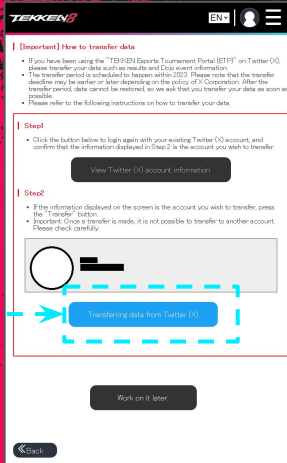 TEKKEN8
EN
[Important] How to transfer data
• If you have been using the "TEKKEN Esports Tournament Portal (ETP)" on Twitter (X),
please transfer your data such as results and Dojo event information.
• The transfer period is scheduled to happen within 2023. Please note that the transfer
deadline may be earlier or later depending on the policy of X Corporation. After the
transfer period, data cannot be restored, so we ask that you transfer your data as soon as
possible.
• Please refer to the following instructions on how to transfer your data.
Step1
• Click the button below to login again with your existing Twitter (X) account, and
confirm that the information displayed in Step 2 is the account you wish to transfer.
View Twitter (X) account information
Step2
• If the information displayed on the screen is the account you wish to transfer, press
the "Transfer" button.
• Important: Once a transfer is made, it is not possible to transfer to another account.
Please check carefully.
Transferring data from Twitter (X)
Work on it later
Back